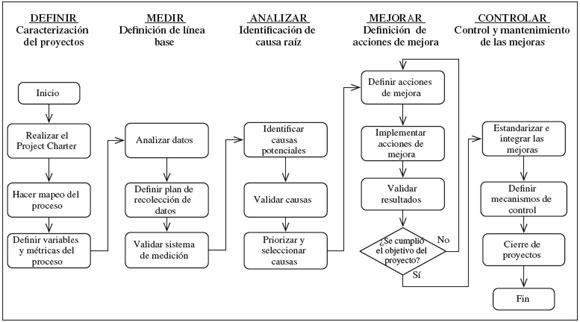 DEFINIR
Caracterización
del proyectos
Inicio
Realizar el
Project Charter
Hacer mapeo del
proceso
Definir variables
y métricas del
proceso
MEDIR
Definición de línea
base
Analizar datos
Definir plan de
recolección de
datos
Validar sistema
de medición
ANALIZAR
Identificación de
causa raíz
Identificar
causas
potenciales
Validar causas
Priorizar y
seleccionar
causas
MEJORAR
Definición de
acciones de mejora
Definir acciones
de mejora
Implementar
acciones de
mejora
Validar
resultados
¿Se cumplio
el objetivo del
proyecto?
No
Sí
CONTROLAR
Control y mantenimiento
de las mejoras
Estandarizar e
integrar las
mejoras
Definir
mecanismos de
control
Cierre de
proyectos
Fin